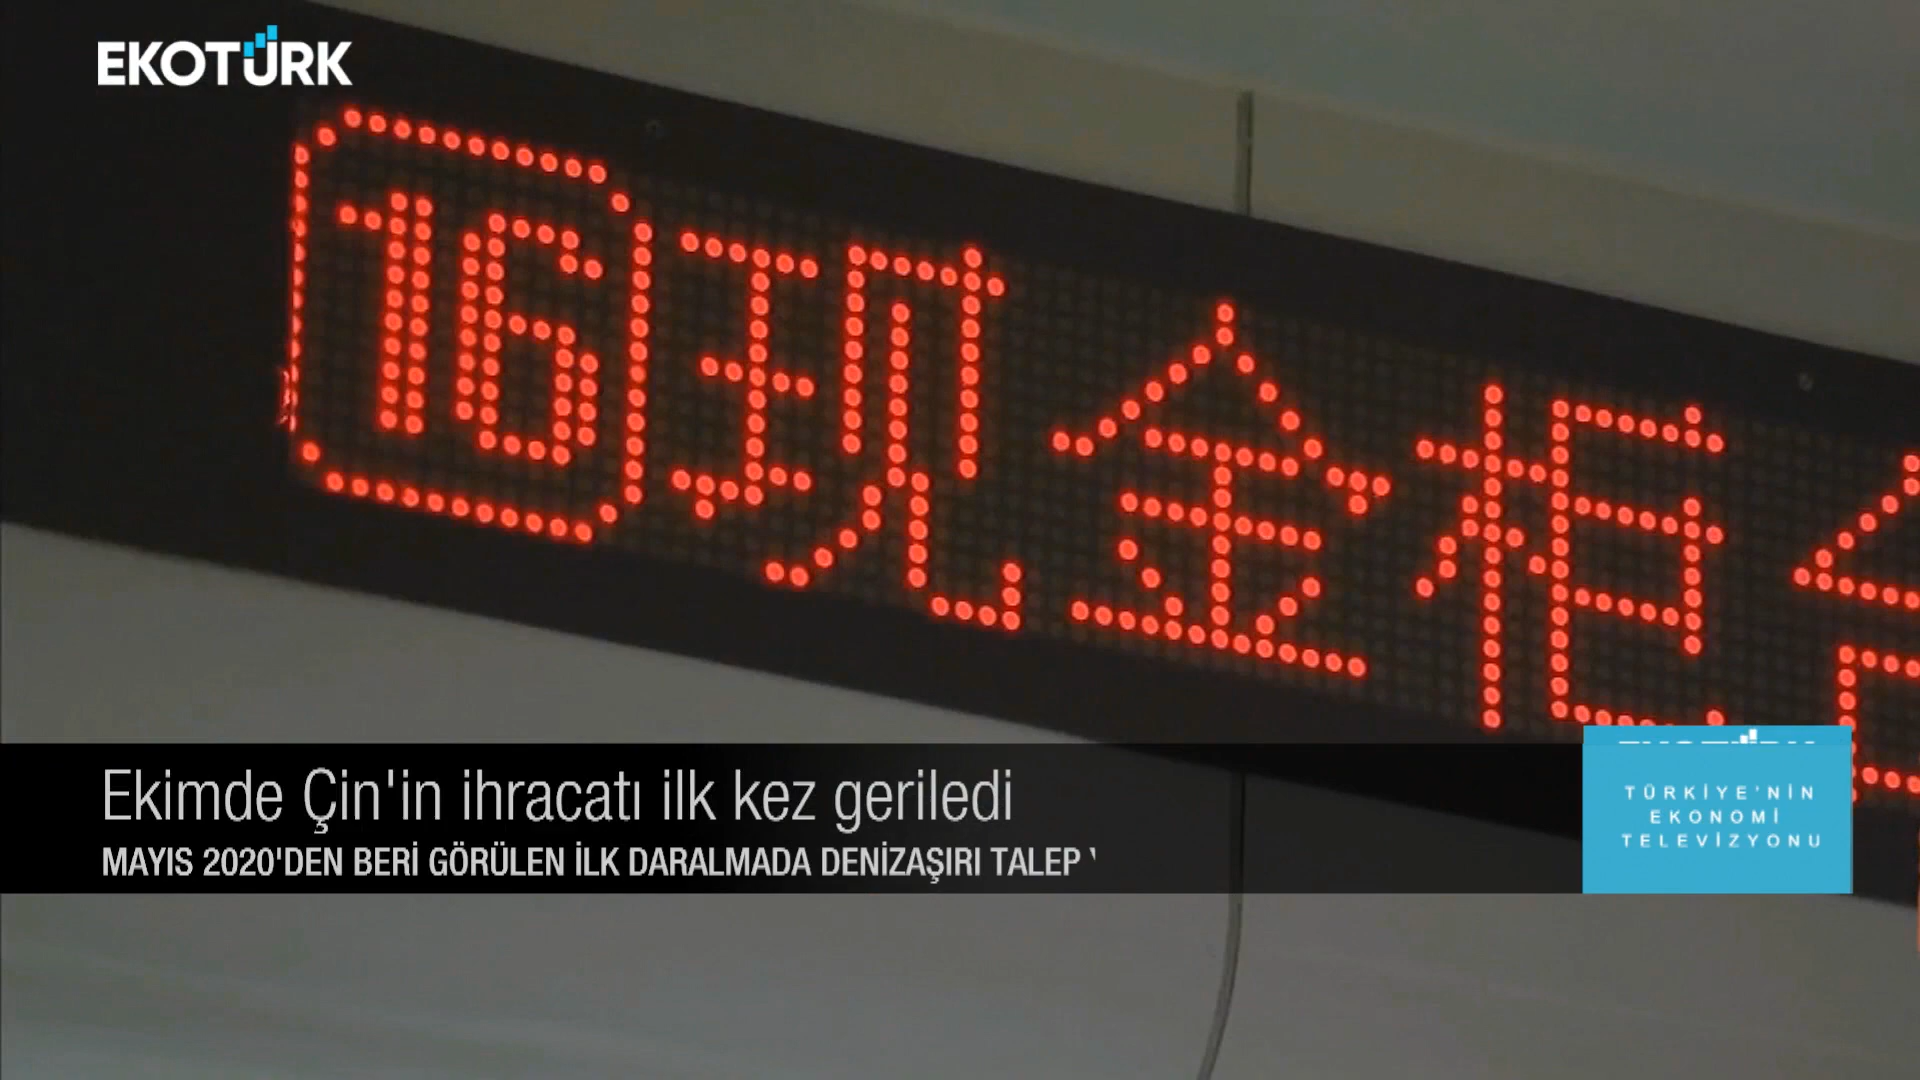 EKOTÜRK
16 现金柜
Ekimde Çin'in ihracatı ilk kez geriledi
MAYIS 2020'DEN BERİ GÖRÜLEN İLK DARALMADA DENİZAŞIRI TALEP
TÜRKİYE'NİN
EKONOMİ
TELEVİZYONU